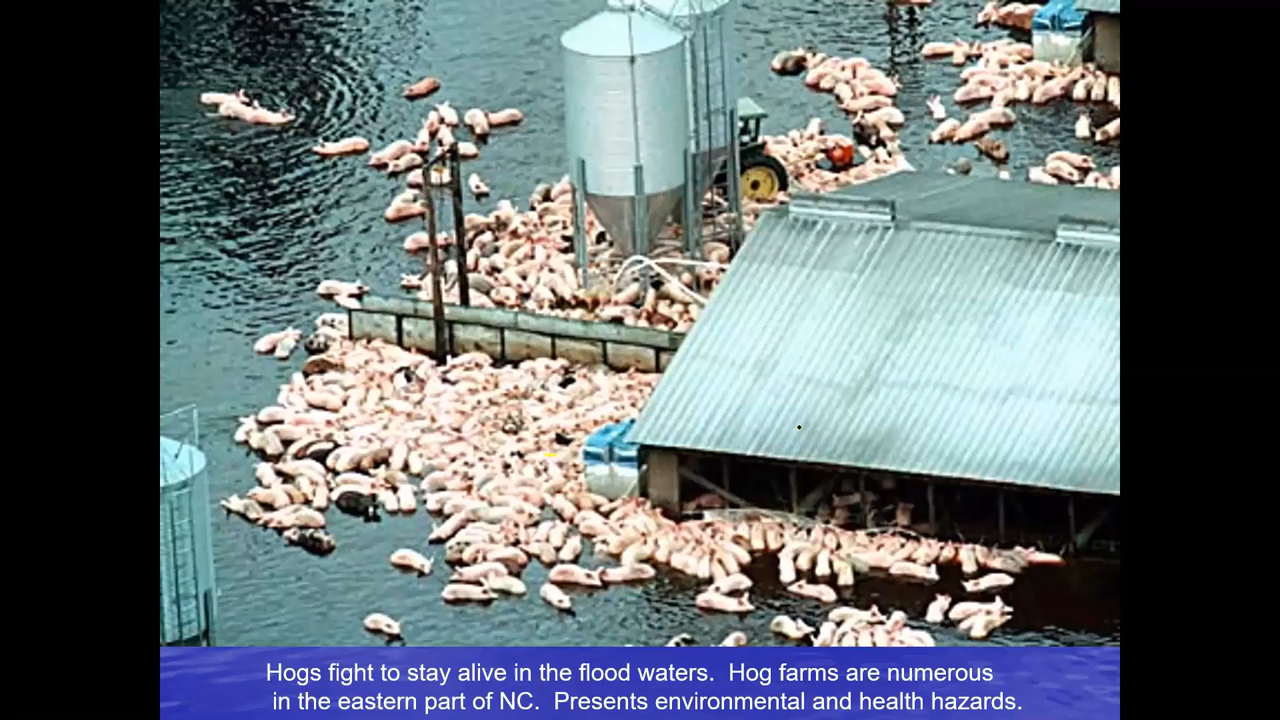 Hogs fight to stay alive in the flood waters.  Hog farms are numerous
in the eastern part of NC.  Presents environmental and health hazards.